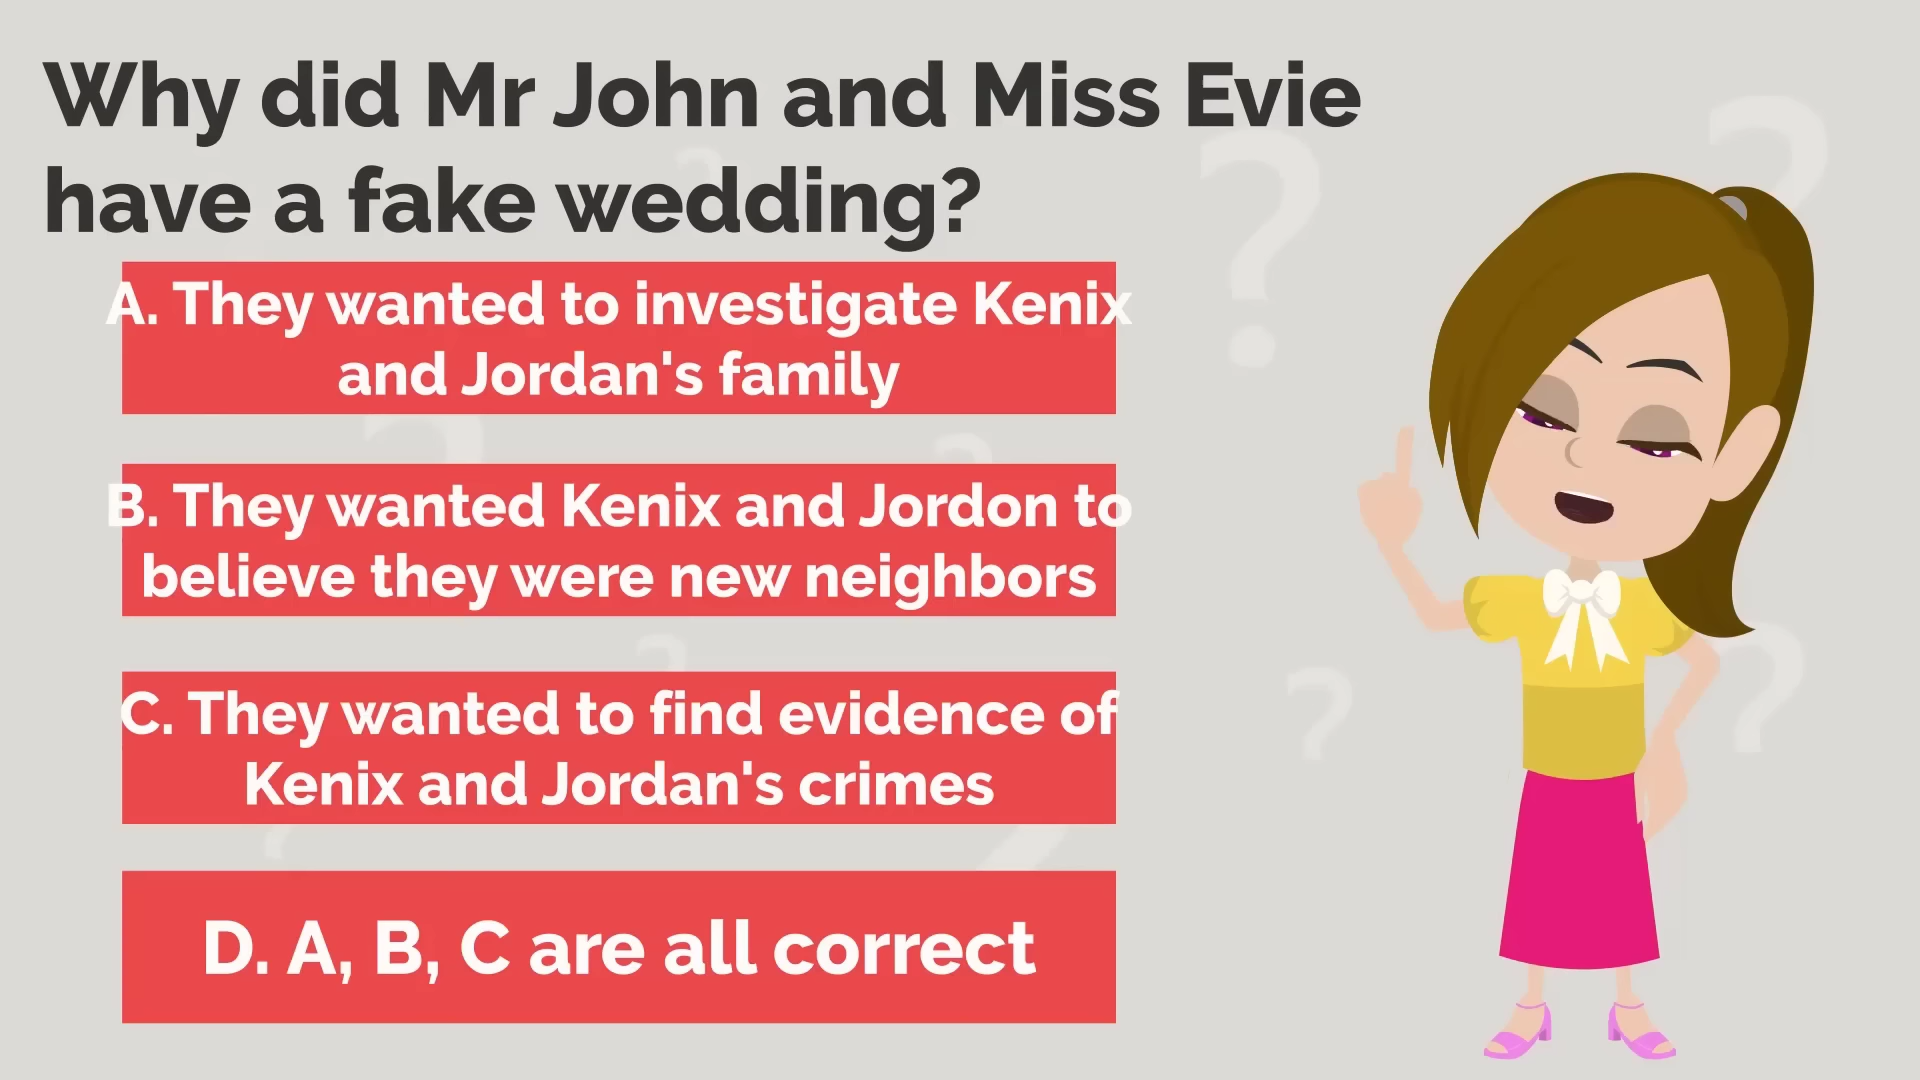 Why did Mr John and Miss Evie
have a fake wedding?
A. They wanted to investigate Kenix
and Jordan's family
B. They wanted Kenix and Jordon to
believe they were new neighbors
C. They wanted to find evidence of
Kenix and Jordan's crimes
D. A, B, C are all correct